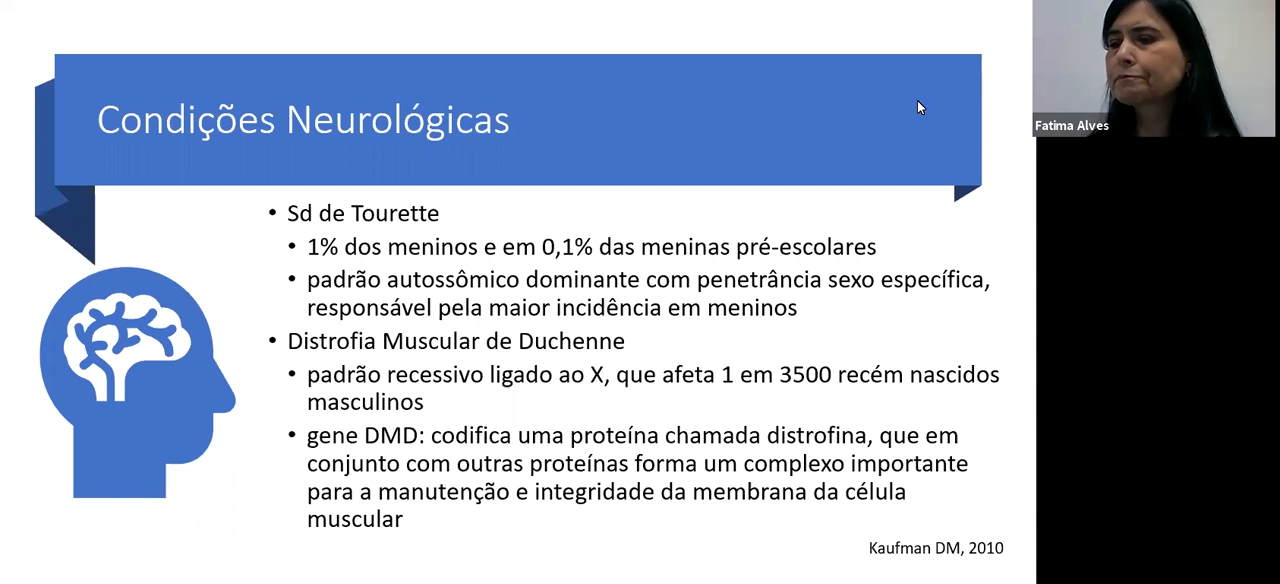 Condições Neurológicas
Fatima Alves
• Sd de Tourette
• 1% dos meninos e em 0,1% das meninas pré-escolares
• padrão autossômico dominante com penetrância sexo específica,
responsável pela maior incidência em meninos
• Distrofia Muscular de Duchenne
• padrão recessivo ligado ao X, que afeta 1 em 3500 recém nascidos
masculinos
• gene DMD: codifica uma proteína chamada distrofina, que em
conjunto com outras proteínas forma um complexo importante
para a manutenção e integridade da membrana da célula
muscular
Kaufman DM, 2010